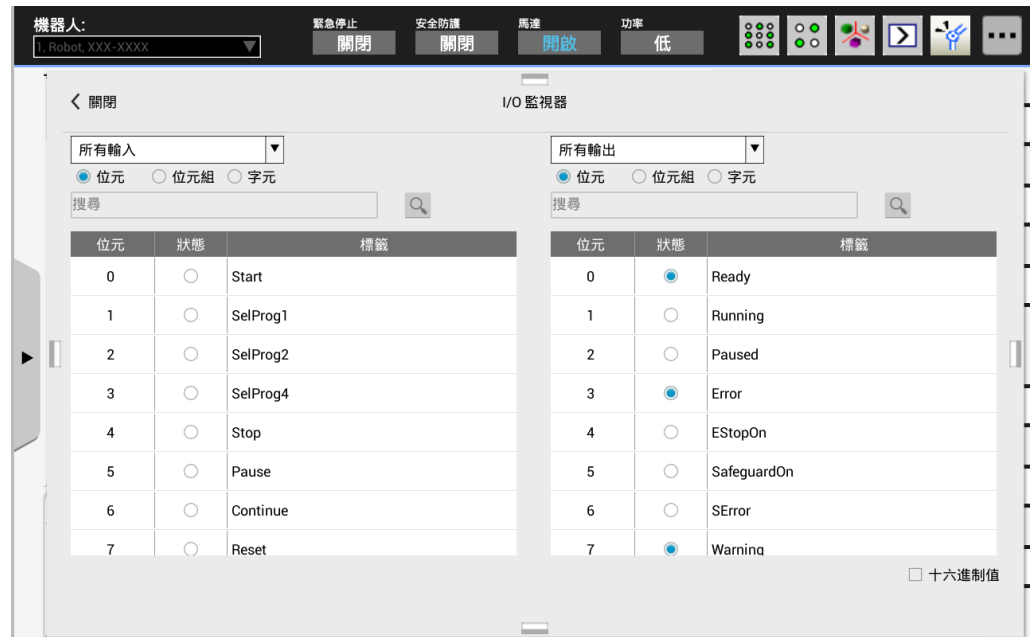 機器人:
1, Robot, XXX-XXXX
緊急停止
關閉
安全防護
關閉
馬達
開啟
功率
低
關閉
I/O 監視器
所有輸入
位元 位元組 字元
搜尋
位元 狀態 標籤
0 Start
1 SelProg1
2 SelProg2
3 SelProg4
4 Stop
5 Pause
6 Continue
7 Reset
所有輸出
位元 位元組 字元
搜尋
位元 狀態 標籤
0 Ready
1 Running
2 Paused
3 Error
4 EStopOn
5 SafeguardOn
6 SError
7 Warning
十六進制值